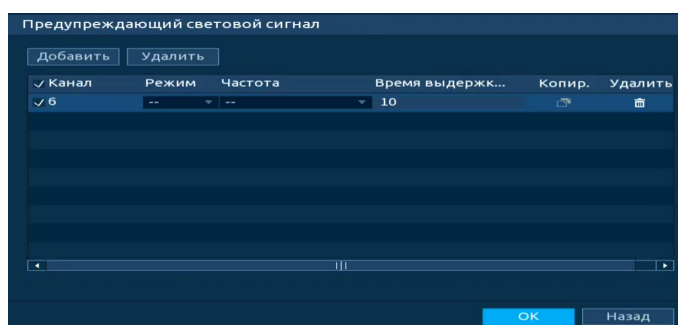 Предупреждающий световой сигнал
Добавить Удалить
Канал Режим Частота Время выдержк... Копир. Удалить
6 -- -- 10
OK Назад